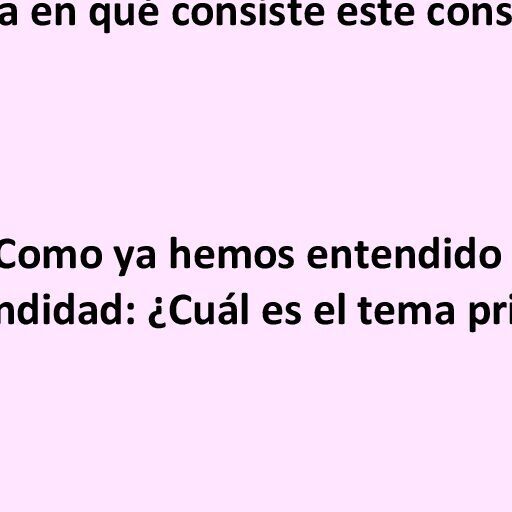 a en qué consiste este cons
Como ya hemos entendido
ndidad: ¿Cuál es el tema pri